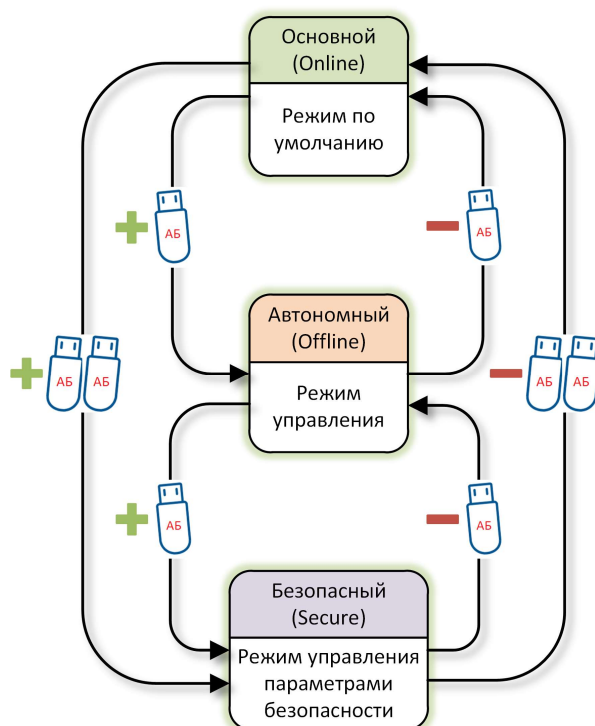 Основной
(Online)
Режим по
умолчанию
АБ
АБ
Автономный
(Offline)
Режим
управления
АБ АБ
АБ АБ
АБ
АБ
Безопасный
(Secure)
Режим управления
параметрами
безопасности